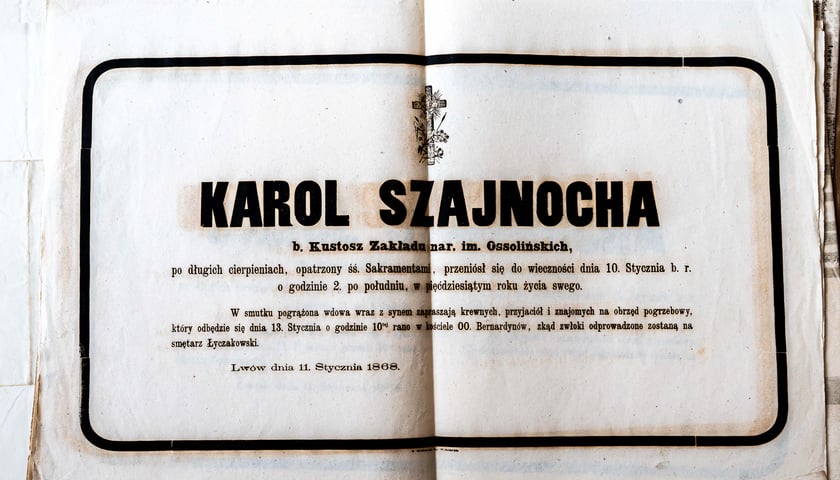 KAROL SZAJNOCHA
b. Kustosz Zakładu nar. im. Ossolińskich,
po długich cierpieniach, opatrzony śś. Sakramentami, przeniósł się do wieczności dnia 10. Stycznia b. r.
o godzinie 2. po południu, w pięćdziesiątym roku życia swego.
W smutku pogrążona wdowa wraz z synem zapraszają krewnych, przyjaciół i znajomych na obrzęd pogrzebowy,
który odbędzie się dnia 13. Stycznia o godzinie 10 rano w kościele OO. Bernardynów, zkąd zwłoki odprowadzone zostaną na
smętarz Łyczakowski.
Lwów dnia 11. Stycznia 1868.